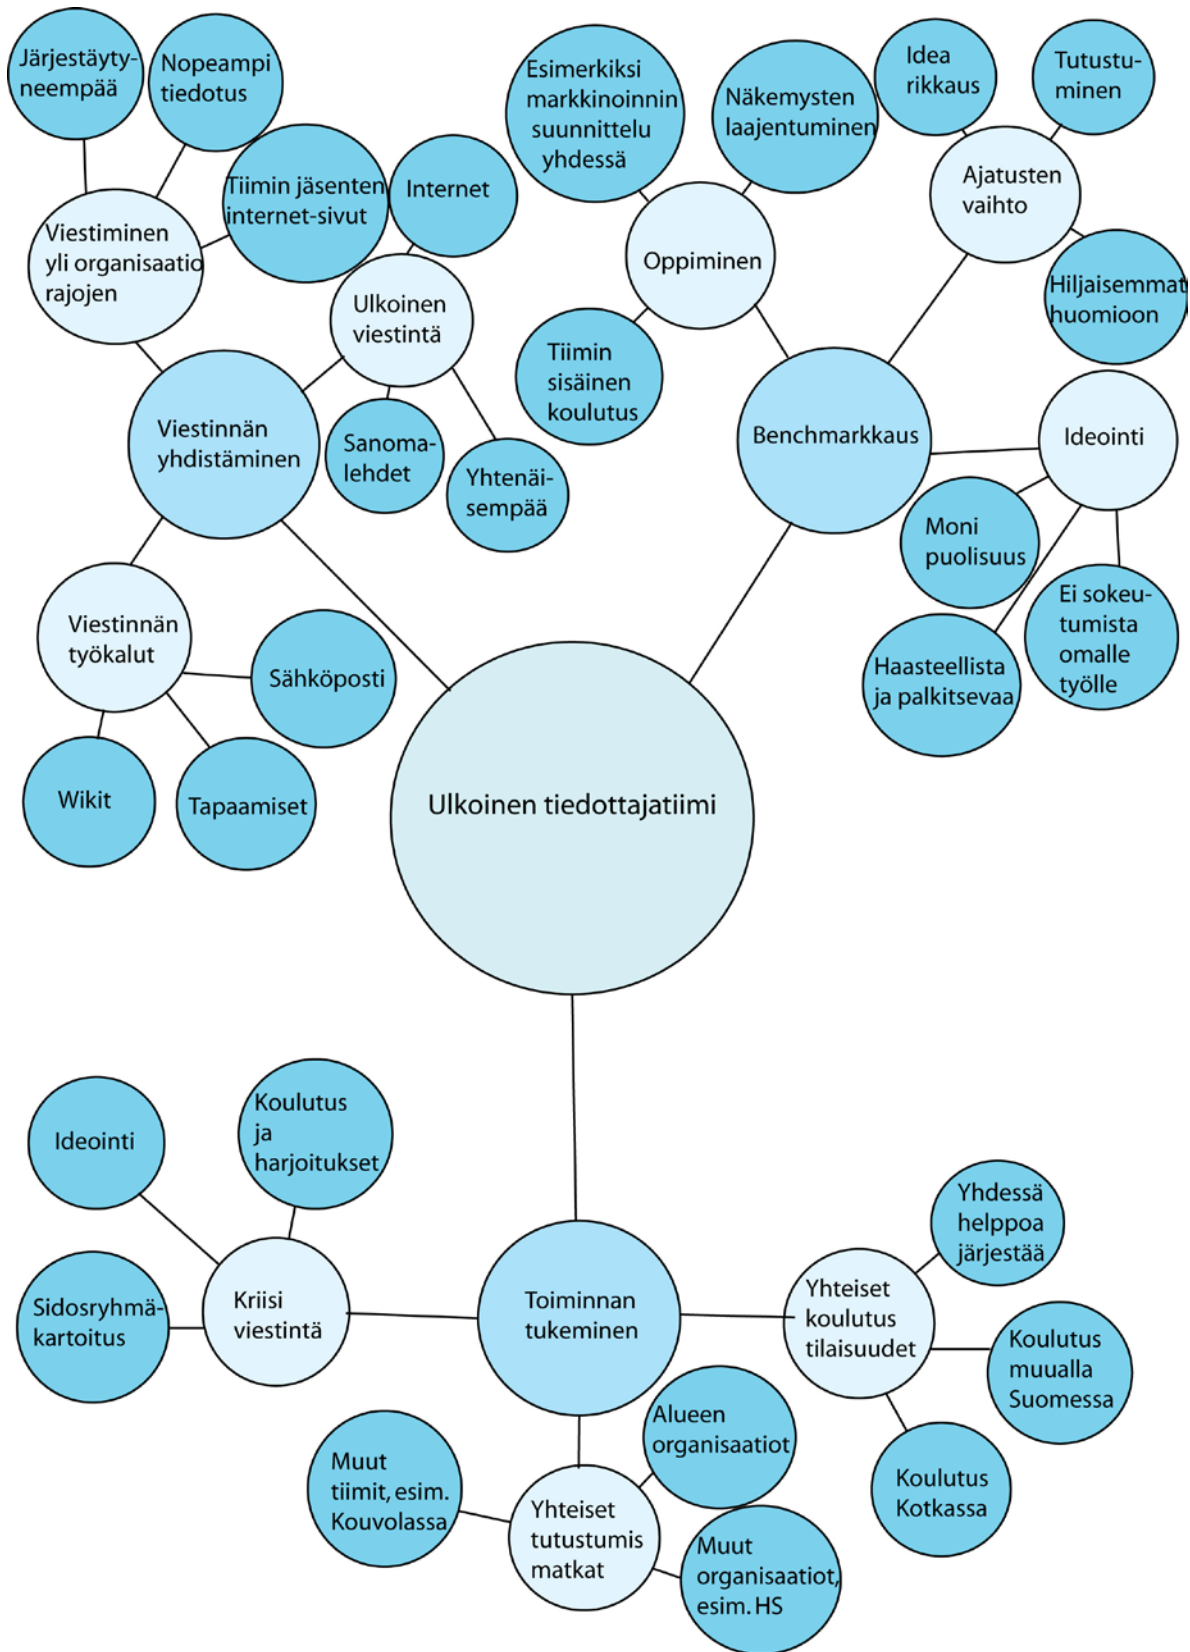 Järjestäyty-
neempää
Nopeampi
tiedotus
Tiimin jäsenten
internet-sivut
Internet
Viestiminen
yli organisaatio
rajojen
Ulkoinen
viestintä
Sanoma-
lehdet
Yhtenäi-
sempää
Viestinnän
yhdistäminen
Viestinnän
työkalut
Sähköposti
Wikit
Tapaamiset
Esimerkiksi
markkinoinnin
suunnittelu
yhdessä
Näkemysten
laajentuminen
Oppiminen
Tiimin
sisäinen
koulutus
Idea
rikkaus
Tutustu-
minen
Ajatusten
vaihto
Hiljaisemmat
huomioon
Benchmarkkaus
Ideointi
Moni
puolisuus
Haasteellista
ja palkitsevaa
Ei sokeu-
tumista
omalle
työlle
Ulkoinen tiedottajatiimi
Ideointi
Koulutus
ja
harjoitukset
Sidosryhmä-
kartoitus
Kriisi
viestintä
Toiminnan
tukeminen
Yhteiset
koulutus
tilaisuudet
Yhdessä
helppoa
järjestää
Koulutus
muualla
Suomessa
Koulutus
Kotkassa
Alueen
organisaatiot
Muut
tiimit, esim.
Kouvolassa
Yhteiset
tutustumis
matkat
Muut
organisaatiot,
esim. HS